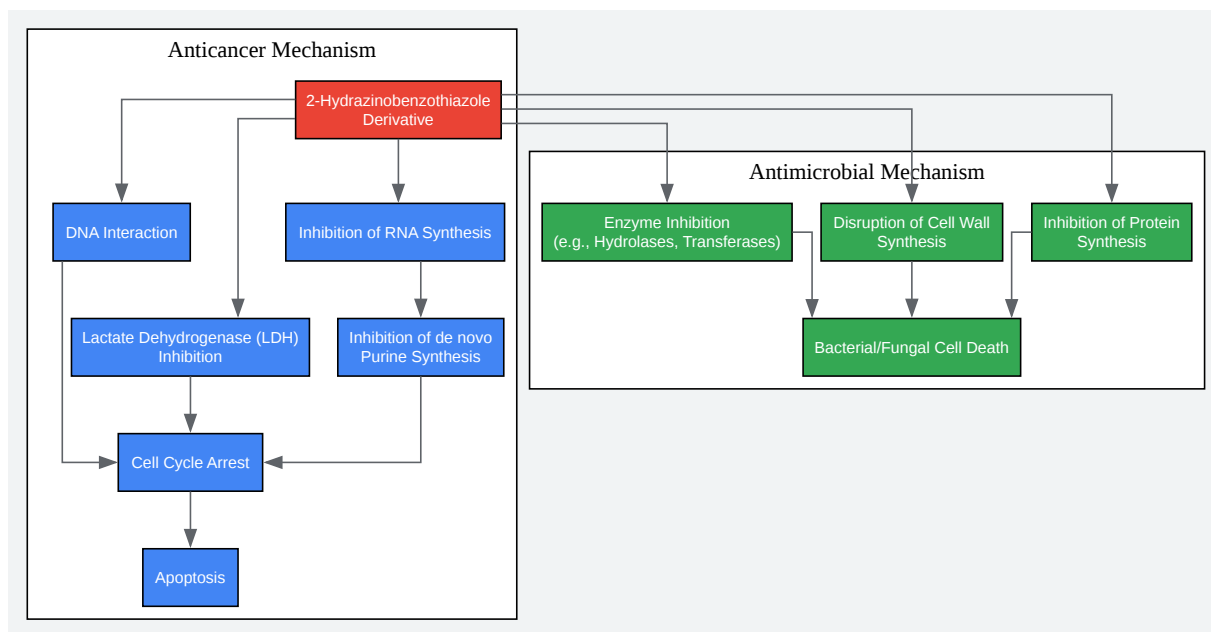 Anticancer Mechanism
2-Hydrazinobenzothiazole
Derivative
DNA Interaction
Inhibition of RNA Synthesis
Lactate Dehydrogenase (LDH)
Inhibition
Inhibition of de novo
Purine Synthesis
Cell Cycle Arrest
Apoptosis
Antimicrobial Mechanism
Enzyme Inhibition
(e.g., Hydrolases, Transferases)
Disruption of Cell Wall
Synthesis
Inhibition of Protein
Synthesis
Bacterial/Fungal Cell Death